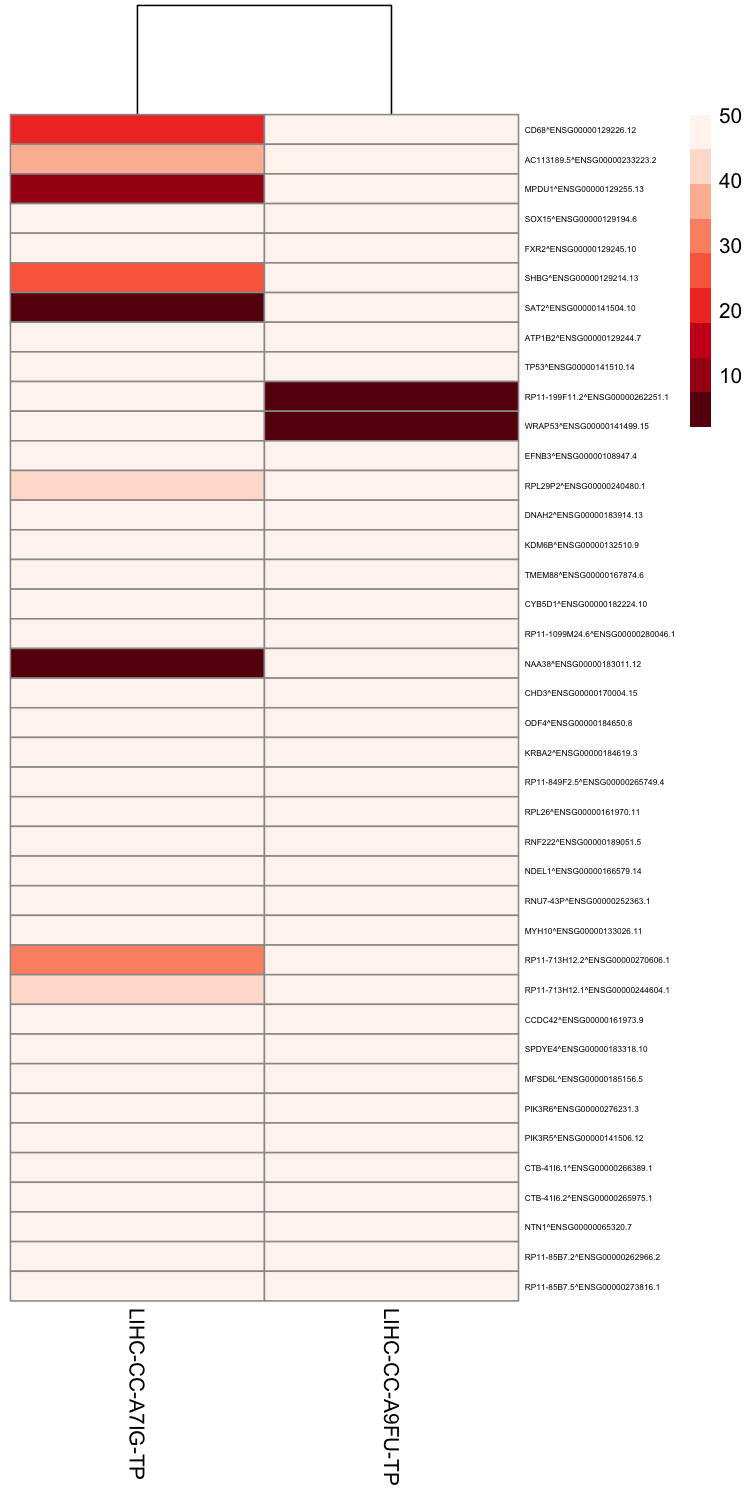 50
40
30
20
10
CD68^ENSG00000129226.12
AC113189.5^ENSG00000233223.2
MPDU1^ENSG00000129255.13
SOX15^ENSG00000129194.6
FXR2^ENSG00000129245.10
SHBG^ENSG00000129214.13
SAT2^ENSG00000141504.10
ATP1B2^ENSG00000129244.7
TP53^ENSG00000141510.14
RP11-199F11.2^ENSG00000262251.1
WRAP53^ENSG00000141499.15
EFNB3^ENSG00000108947.4
RPL29P2^ENSG00000240480.1
DNAH2^ENSG00000183914.13
KDM6B^ENSG00000132510.9
TMEM88^ENSG00000167874.6
CYB5D1^ENSG00000182224.10
RP11-1099M24.6^ENSG00000280046.1
NAA38^ENSG00000183011.12
CHD3^ENSG00000170004.15
ODF4^ENSG00000184650.8
KRBA2^ENSG00000184619.3
RP11-849F2.5^ENSG00000265749.4
RPL26^ENSG00000161970.11
RNF222^ENSG00000189051.5
NDEL1^ENSG00000166579.14
RNU7-43P^ENSG00000252363.1
MYH10^ENSG00000133026.11
RP11-713H12.2^ENSG00000270606.1
RP11-713H12.1^ENSG00000244604.1
CCDC42^ENSG00000161973.9
SPDYE4^ENSG00000183318.10
MFSD6L^ENSG00000185156.5
PIK3R6^ENSG00000276231.3
PIK3R5^ENSG00000141506.12
CTB-41I6.1^ENSG00000266389.1
CTB-41I6.2^ENSG00000265975.1
NTN1^ENSG00000065320.7
RP11-85B7.2^ENSG00000262966.2
RP11-85B7.5^ENSG00000273816.1
LIHC-CC-A7IG-TP
LIHC-CC-A9FU-TP